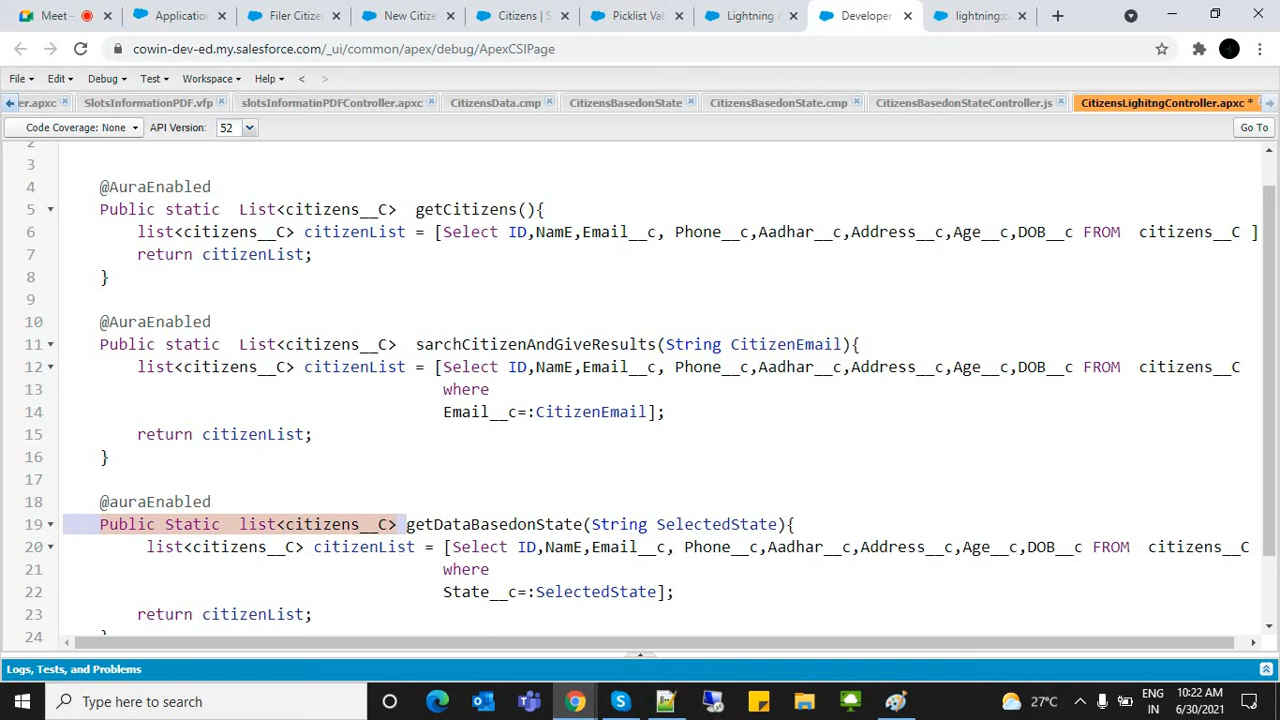 Meet –
Application
Filer Citize
New Citize
Citizens | S
Picklist Val
Lightning A
Developer
lightning:c
cowin-dev-ed.my.salesforce.com/_ui/common/apex/debug/ApexCSIPage
File Edit Debug Test Workspace Help < >
er.apxc SlotsInformationPDF.vfp slotsInformatinPDFController.apxc CitizensData.cmp CitizensBasedonState CitizensBasedonState.cmp CitizensBasedonStateController.js CitizensLighitngController.apxc *
Code Coverage: None API Version: 52 Go To
2
3
4 @AuraEnabled
5 Public static List<citizens__C> getCitizens(){
6 list<citizens__C> citizenList = [Select ID,NamE,Email__c, Phone__c,Aadhar__c,Address__c,Age__c,DOB__c FROM citizens__C ]
7 return citizenList;
8 }
9
10 @AuraEnabled
11 Public static List<citizens__C> sarchCitizenAndGiveResults(String CitizenEmail){
12 list<citizens__C> citizenList = [Select ID,NamE,Email__c, Phone__c,Aadhar__c,Address__c,Age__c,DOB__c FROM citizens__C
13 where
14 Email__c=:CitizenEmail];
15 return citizenList;
16 }
17
18 @auraEnabled
19 Public Static list<citizens__C> getDataBasedonState(String SelectedState){
20 list<citizens__C> citizenList = [Select ID,NamE,Email__c, Phone__c,Aadhar__c,Address__c,Age__c,DOB__c FROM citizens__C
21 where
22 State__c=:SelectedState];
23 return citizenList;
24 }
Logs, Tests, and Problems
Type here to search
27°C
ENG
IN
10:22 AM
6/30/2021